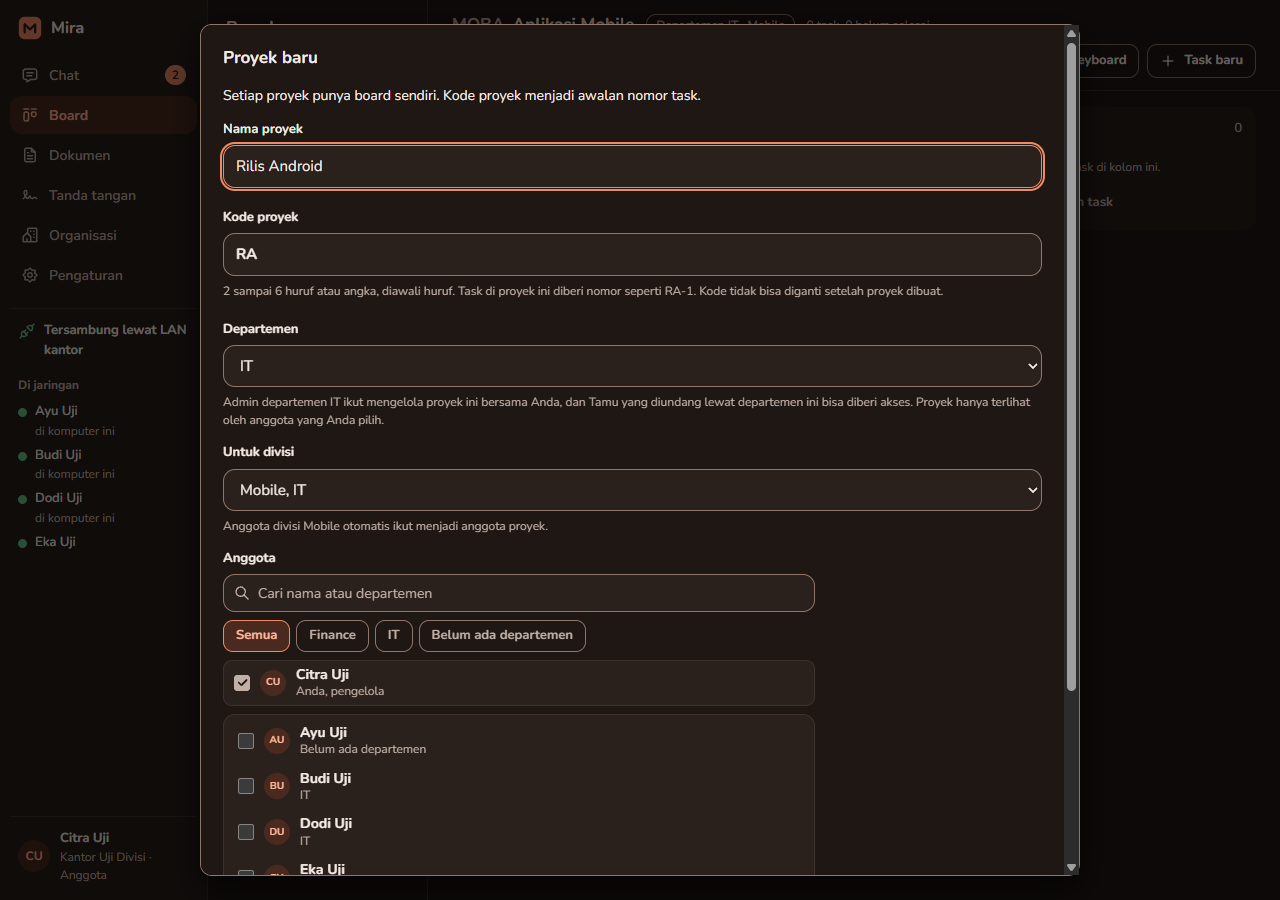 Mira
Chat 2
Board
Dokumen
Tanda tangan
Organisasi
Pengaturan
Tersambung lewat LAN
kantor
Di jaringan
Ayu Uji
di komputer ini
Budi Uji
di komputer ini
Dodi Uji
di komputer ini
Eka Uji
CU
Citra Uji
Kantor Uji Divisi ·
Anggota
MOBA Aplikasi Mobile
Task baru
0
di kolom ini.
task
Proyek baru
Setiap proyek punya board sendiri. Kode proyek menjadi awalan nomor task.
Nama proyek
Rilis Android
Kode proyek
RA
2 sampai 6 huruf atau angka, diawali huruf. Task di proyek ini diberi nomor seperti RA-1. Kode tidak bisa diganti setelah proyek dibuat.
Departemen
IT
Admin departemen IT ikut mengelola proyek ini bersama Anda, dan Tamu yang diundang lewat departemen ini bisa diberi akses. Proyek hanya terlihat
oleh anggota yang Anda pilih.
Untuk divisi
Mobile, IT
Anggota divisi Mobile otomatis ikut menjadi anggota proyek.
Anggota
Cari nama atau departemen
Semua Finance IT Belum ada departemen
CU
Citra Uji
Anda, pengelola
AU
Ayu Uji
Belum ada departemen
BU
Budi Uji
IT
DU
Dodi Uji
IT
Eka Uji